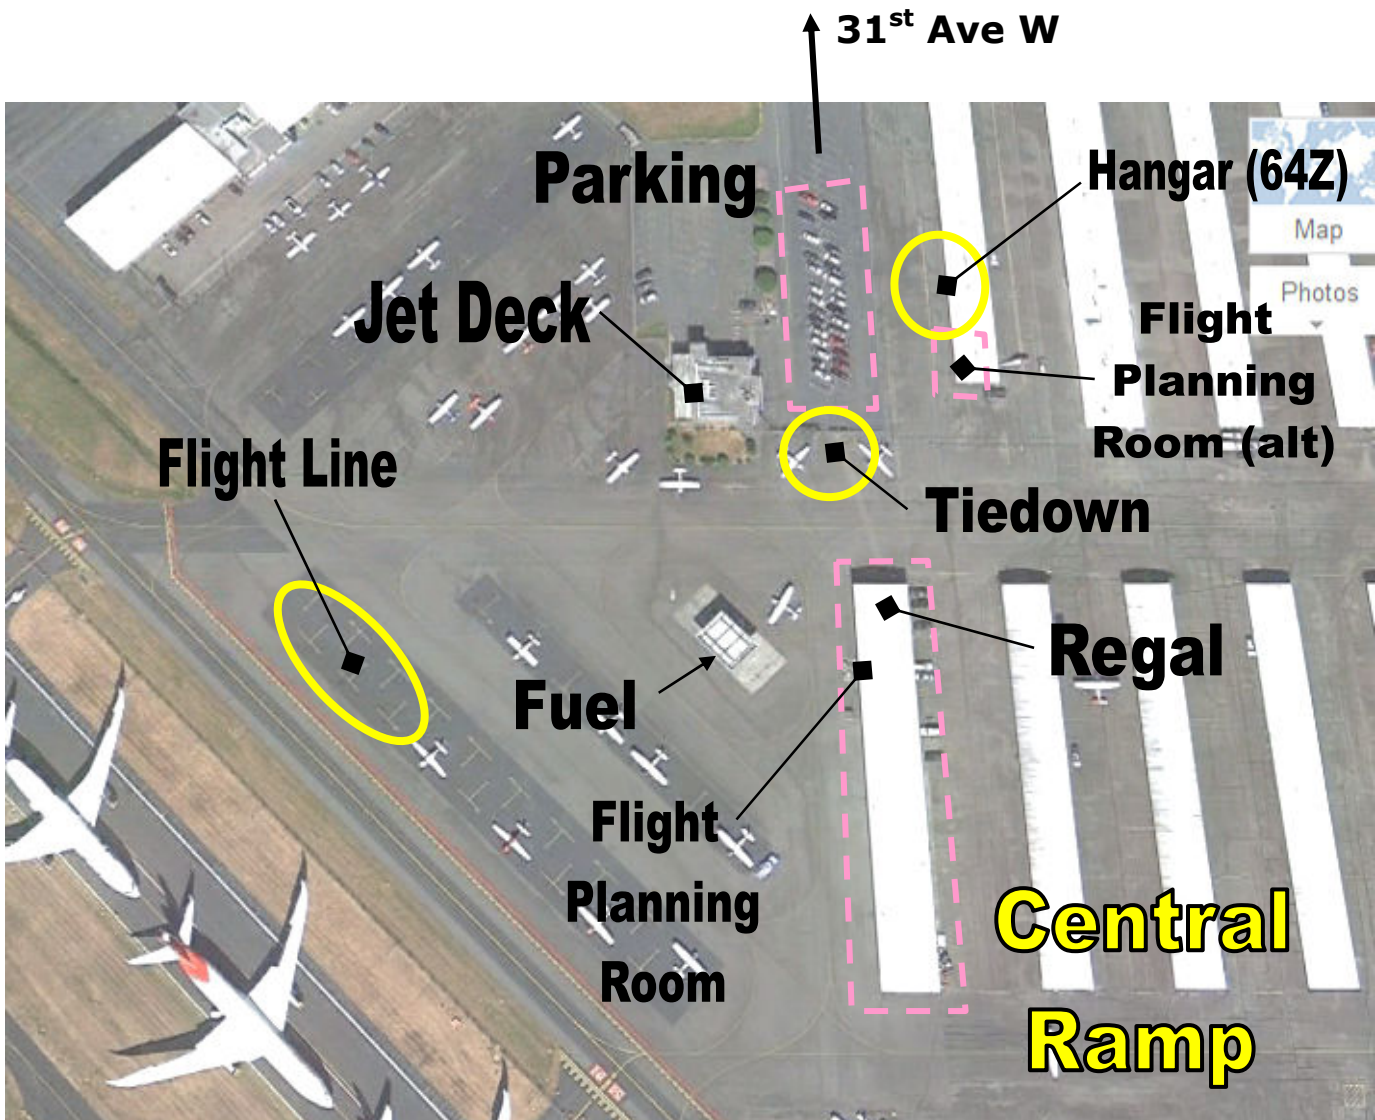 31st Ave W
Parking
Hangar (64Z)
Map
Photos
Jet Deck
Flight
Planning
Room (alt)
Flight Line
Tiedown
Regal
Fuel
Flight
Planning
Room
Central
Ramp